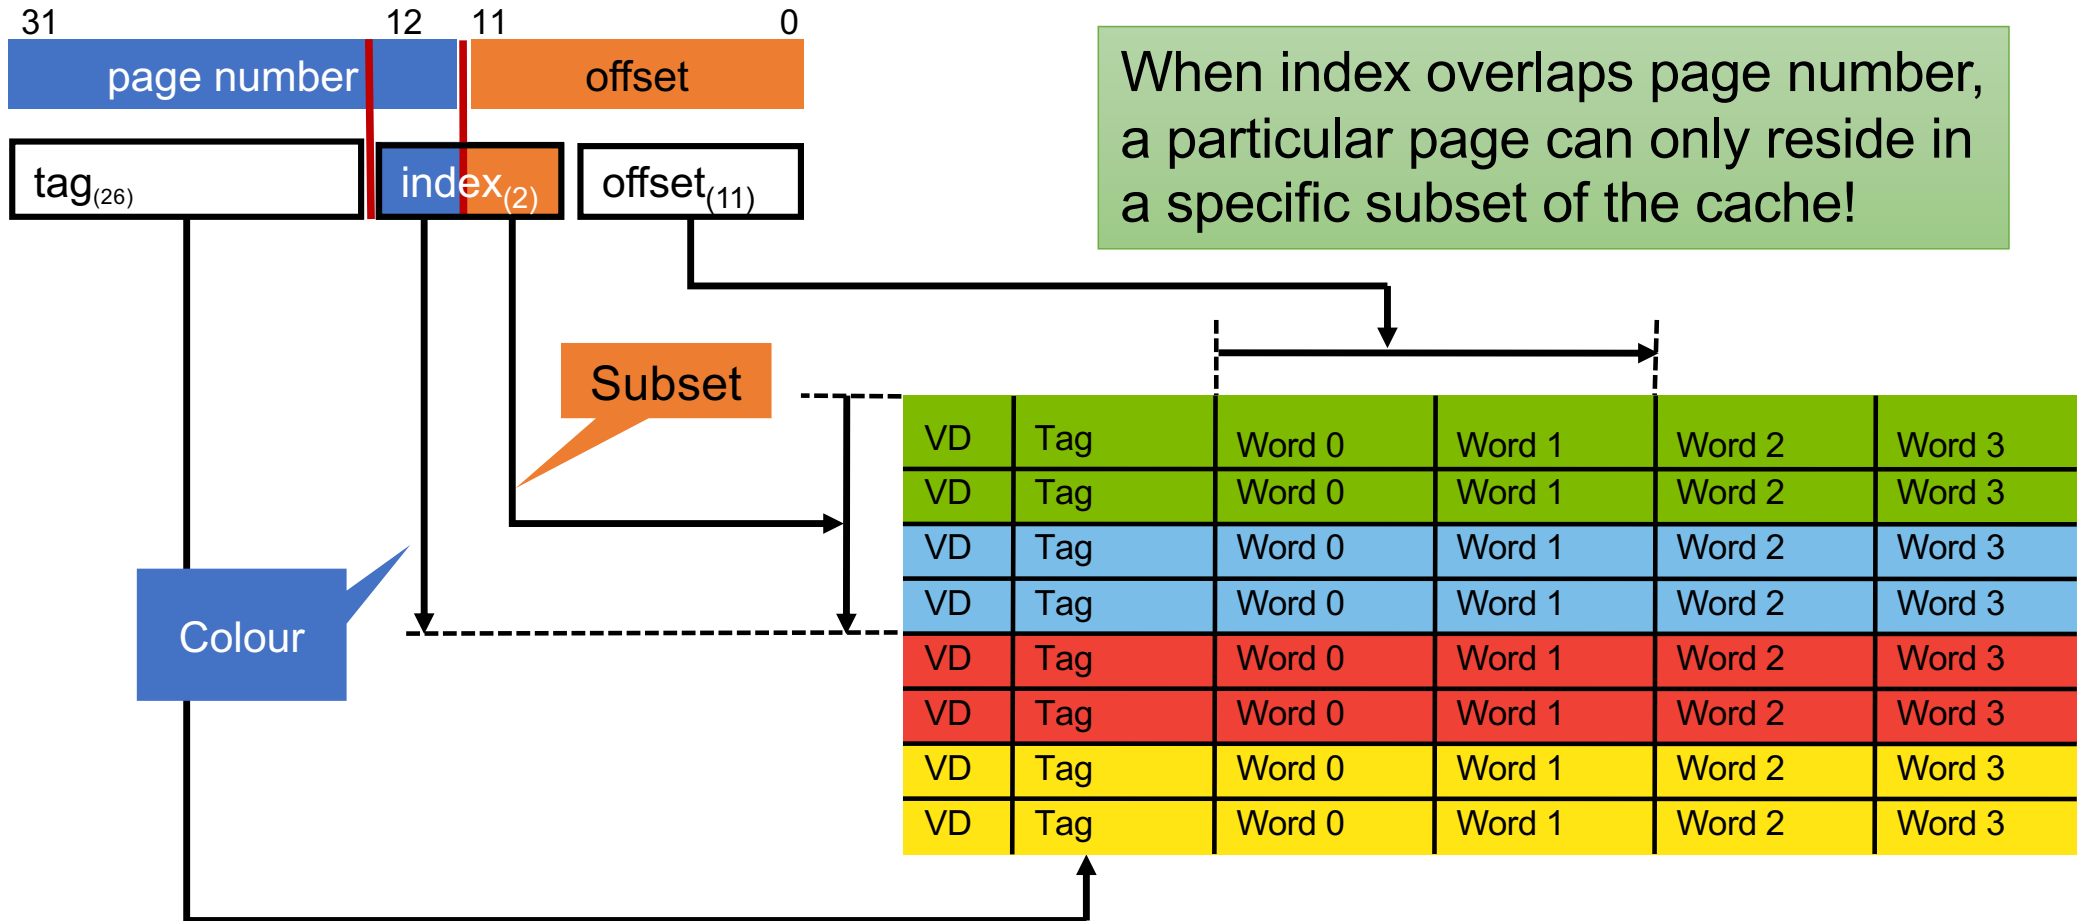 31 12 11 0
page number offset
tag(26) index(2) offset(11)
When index overlaps page number,
a particular page can only reside in
a specific subset of the cache!
Subset
Colour
VD Tag Word 0 Word 1 Word 2 Word 3
VD Tag Word 0 Word 1 Word 2 Word 3
VD Tag Word 0 Word 1 Word 2 Word 3
VD Tag Word 0 Word 1 Word 2 Word 3
VD Tag Word 0 Word 1 Word 2 Word 3
VD Tag Word 0 Word 1 Word 2 Word 3
VD Tag Word 0 Word 1 Word 2 Word 3
VD Tag Word 0 Word 1 Word 2 Word 3